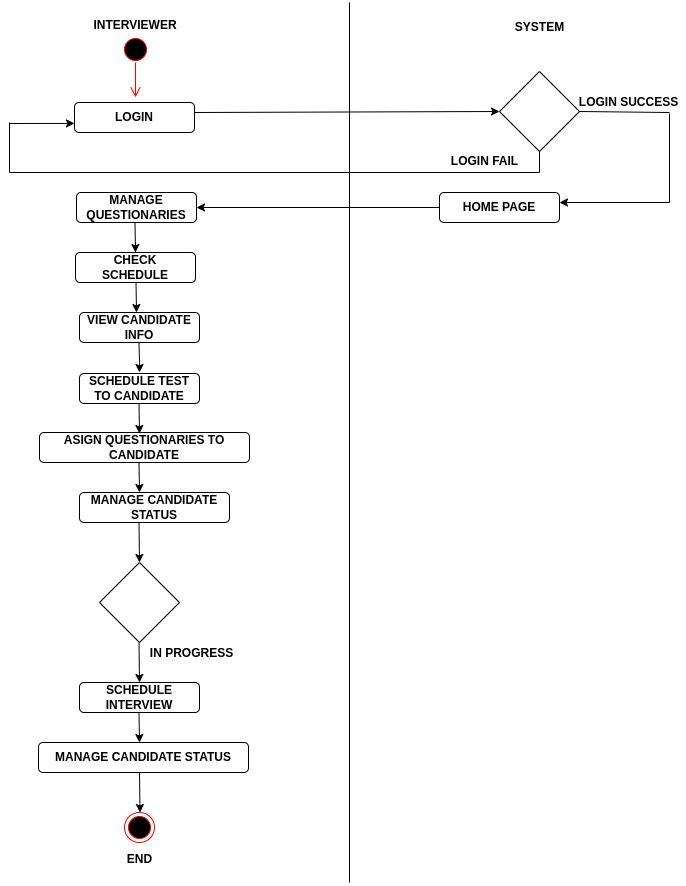 INTERVIEWER
SYSTEM
LOGIN SUCCESS
LOGIN
LOGIN FAIL
MANAGE
QUESTIONARIES
HOME PAGE
CHECK
SCHEDULE
VIEW CANDIDATE
INFO
SCHEDULE TEST
TO CANDIDATE
ASIGN QUESTIONARIES TO
CANDIDATE
MANAGE CANDIDATE
STATUS
IN PROGRESS
SCHEDULE
INTERVIEW
MANAGE CANDIDATE STATUS
END